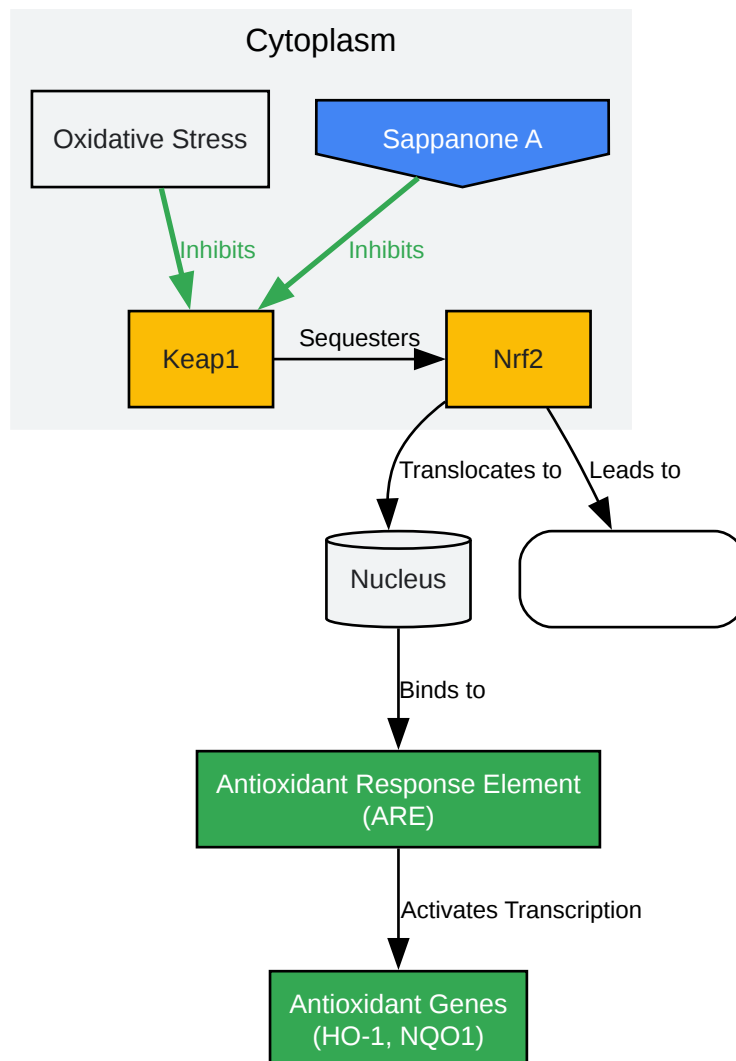 Cytoplasm
Oxidative Stress
Sappanone A
Inhibits
Inhibits
Keap1
Sequesters
Nrf2
Translocates to
Leads to
Nucleus
Binds to
Antioxidant Response Element
(ARE)
Activates Transcription
Antioxidant Genes
(HO-1, NQO1)